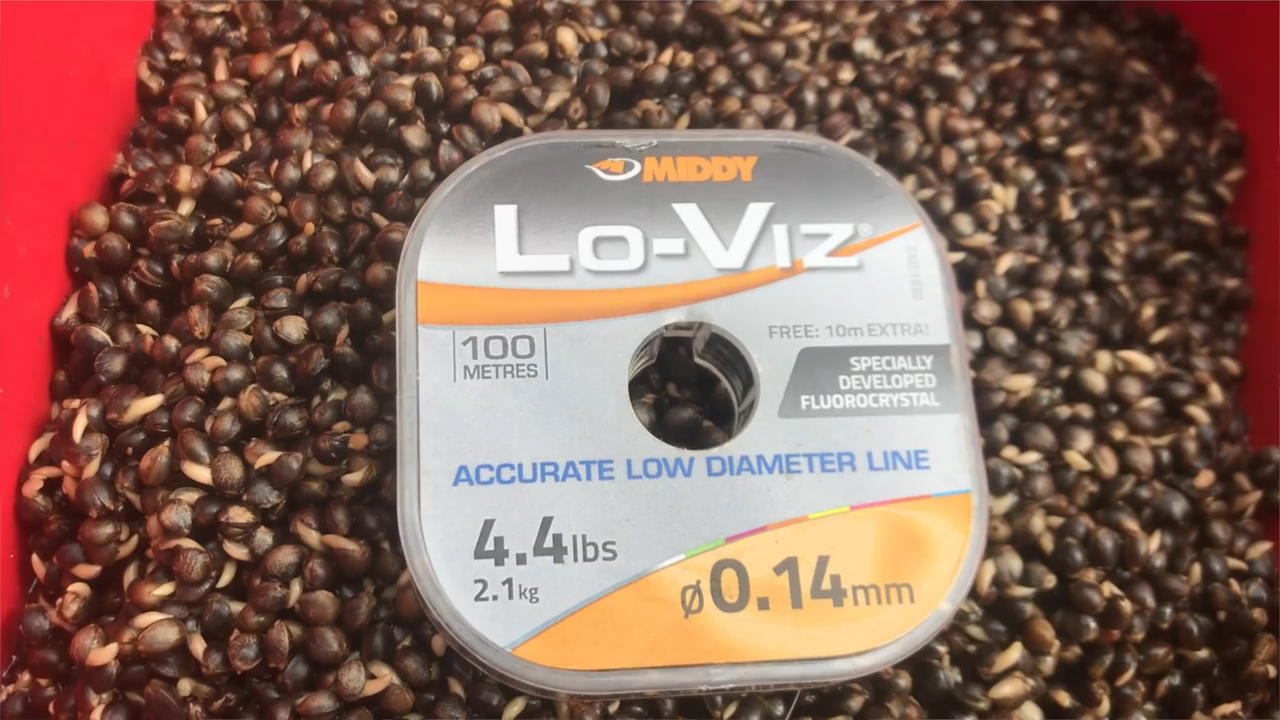 MIDDY
LO-VIZ®
100
METRES
FREE: 10m EXTRA!
SPECIALLY
DEVELOPED
FLUOROCRYSTAL
ACCURATE LOW DIAMETER LINE
4.4lbs
2.1kg
ø0.14mm